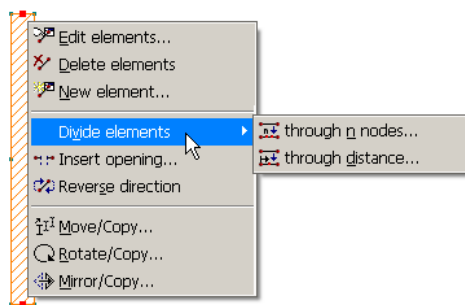 Edit elements...
Delete elements
New element...
Divide elements
through n nodes...
through distance...
Insert opening...
Reverse direction
Move/Copy...
Rotate/Copy...
Mirror/Copy...